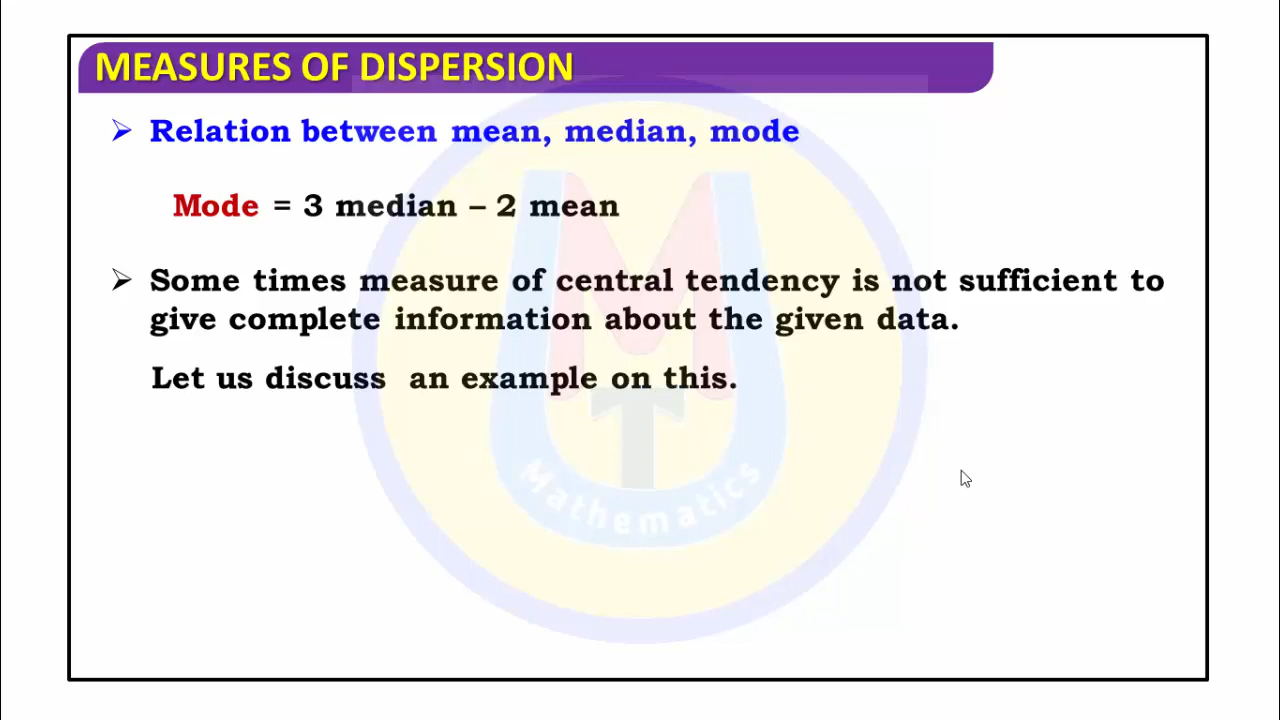 MEASURES OF DISPERSION
Relation between mean, median, mode
Mode = 3 median – 2 mean
Some times measure of central tendency is not sufficient to
give complete information about the given data.
Let us discuss an example on this.
UMT
Mathematics